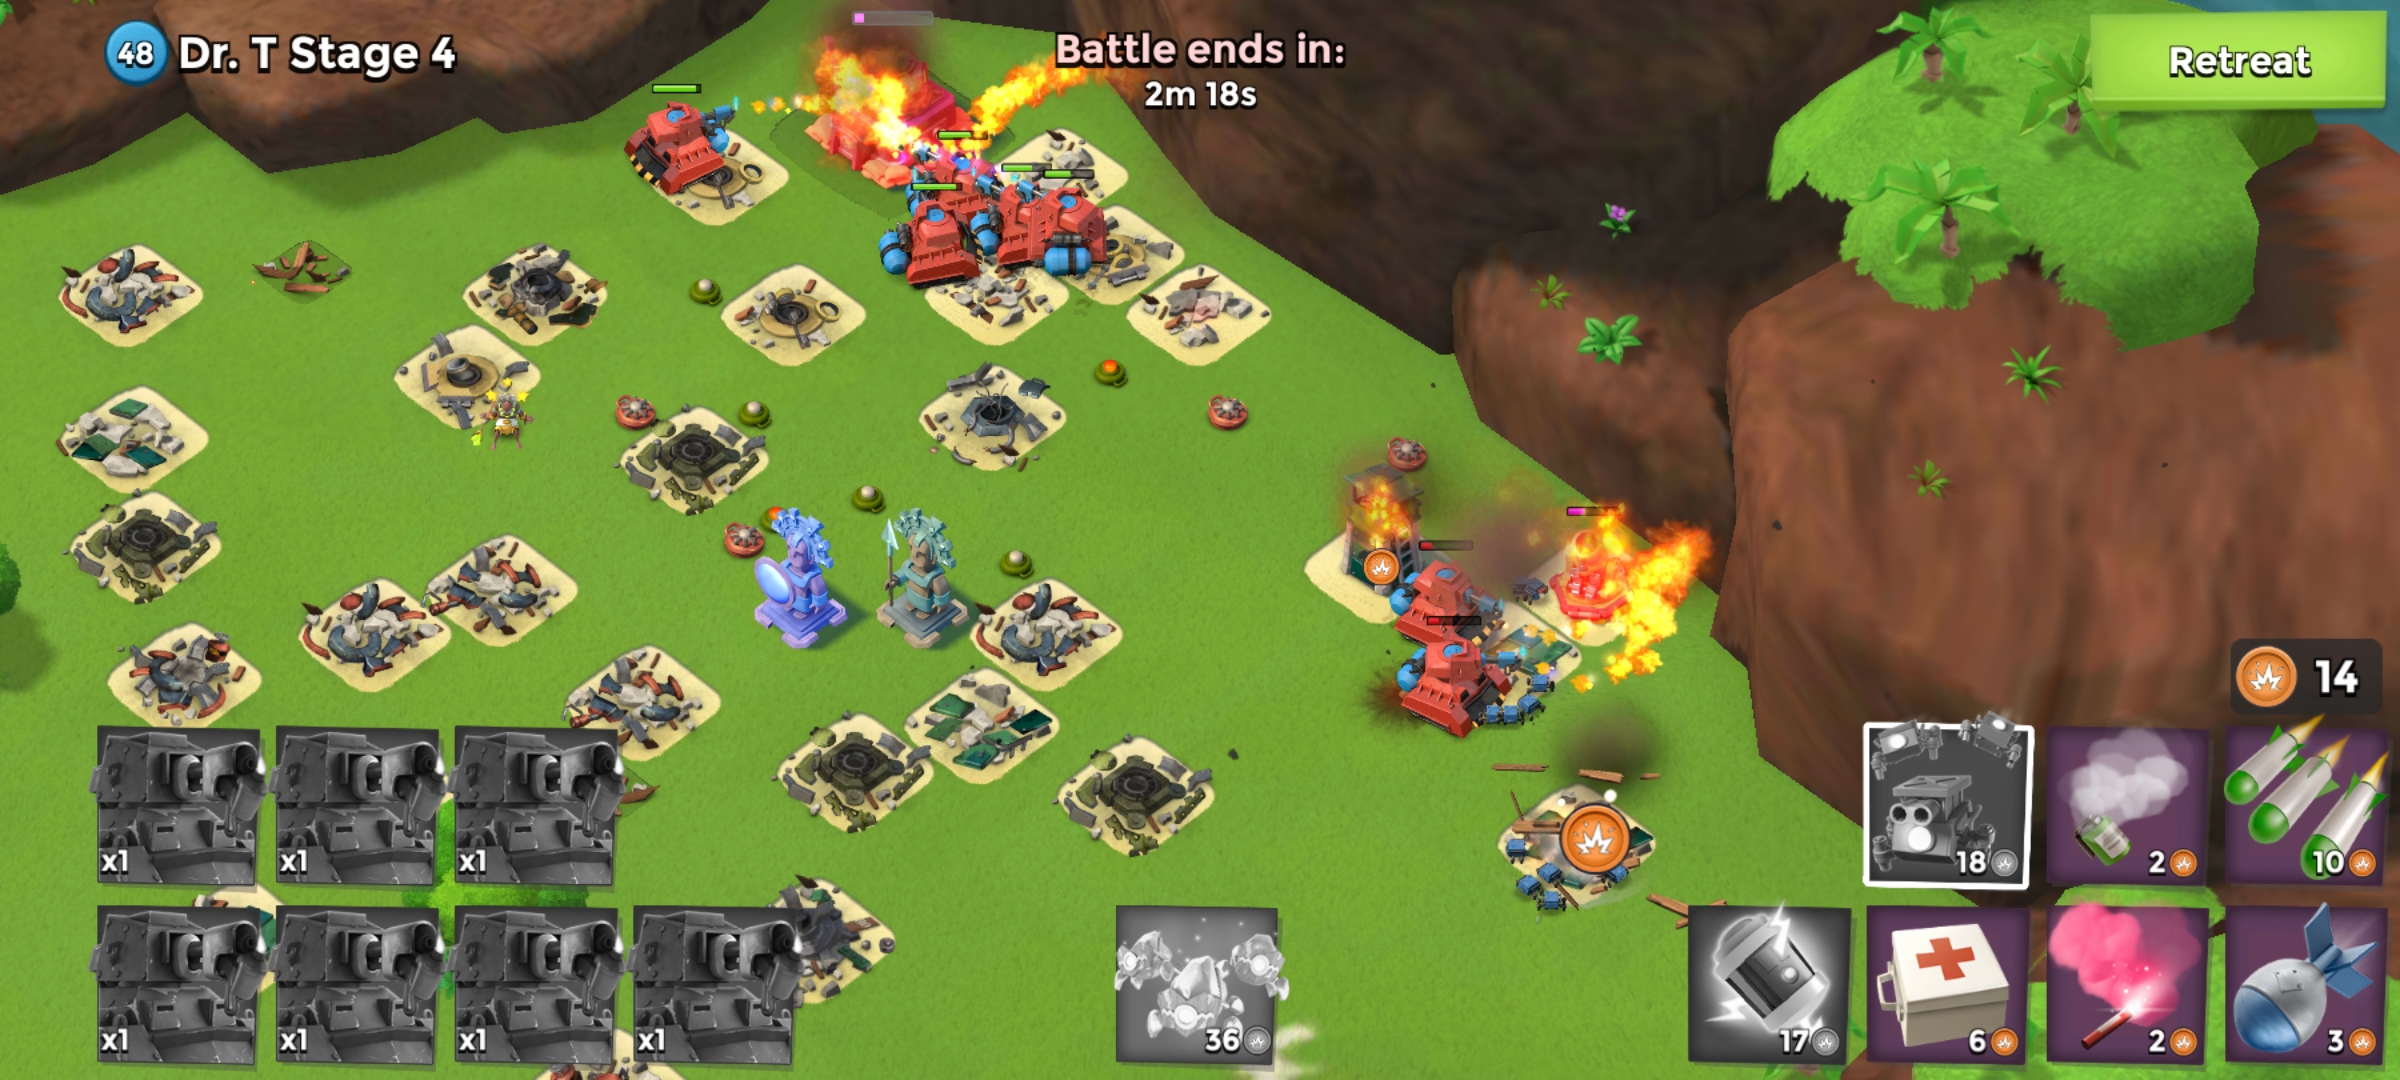 48 Dr. T Stage 4
Battle ends in:
2m 18s
Retreat
14
18
2
10
x1
x1
x1
x1
x1
x1
x1
36
17
6
2
3